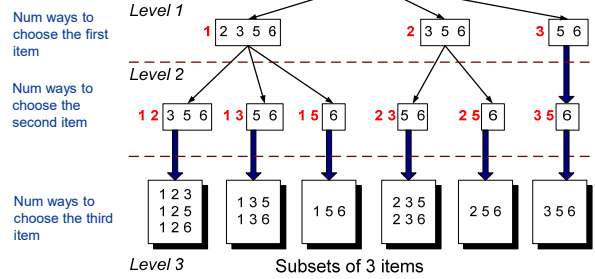 Num ways to
choose the first
item
Level 1
1 2 3 5 6
2 3 5 6
3 5 6
Num ways to
choose the
second item
Level 2
1 2 3 5 6
1 3 5 6
1 5 6
2 3 5 6
2 5 6
3 5 6
Num ways to
choose the third
item
1 2 3
1 2 5
1 2 6
1 3 5
1 3 6
1 5 6
2 3 5
2 3 6
2 5 6
3 5 6
Level 3
Subsets of 3 items